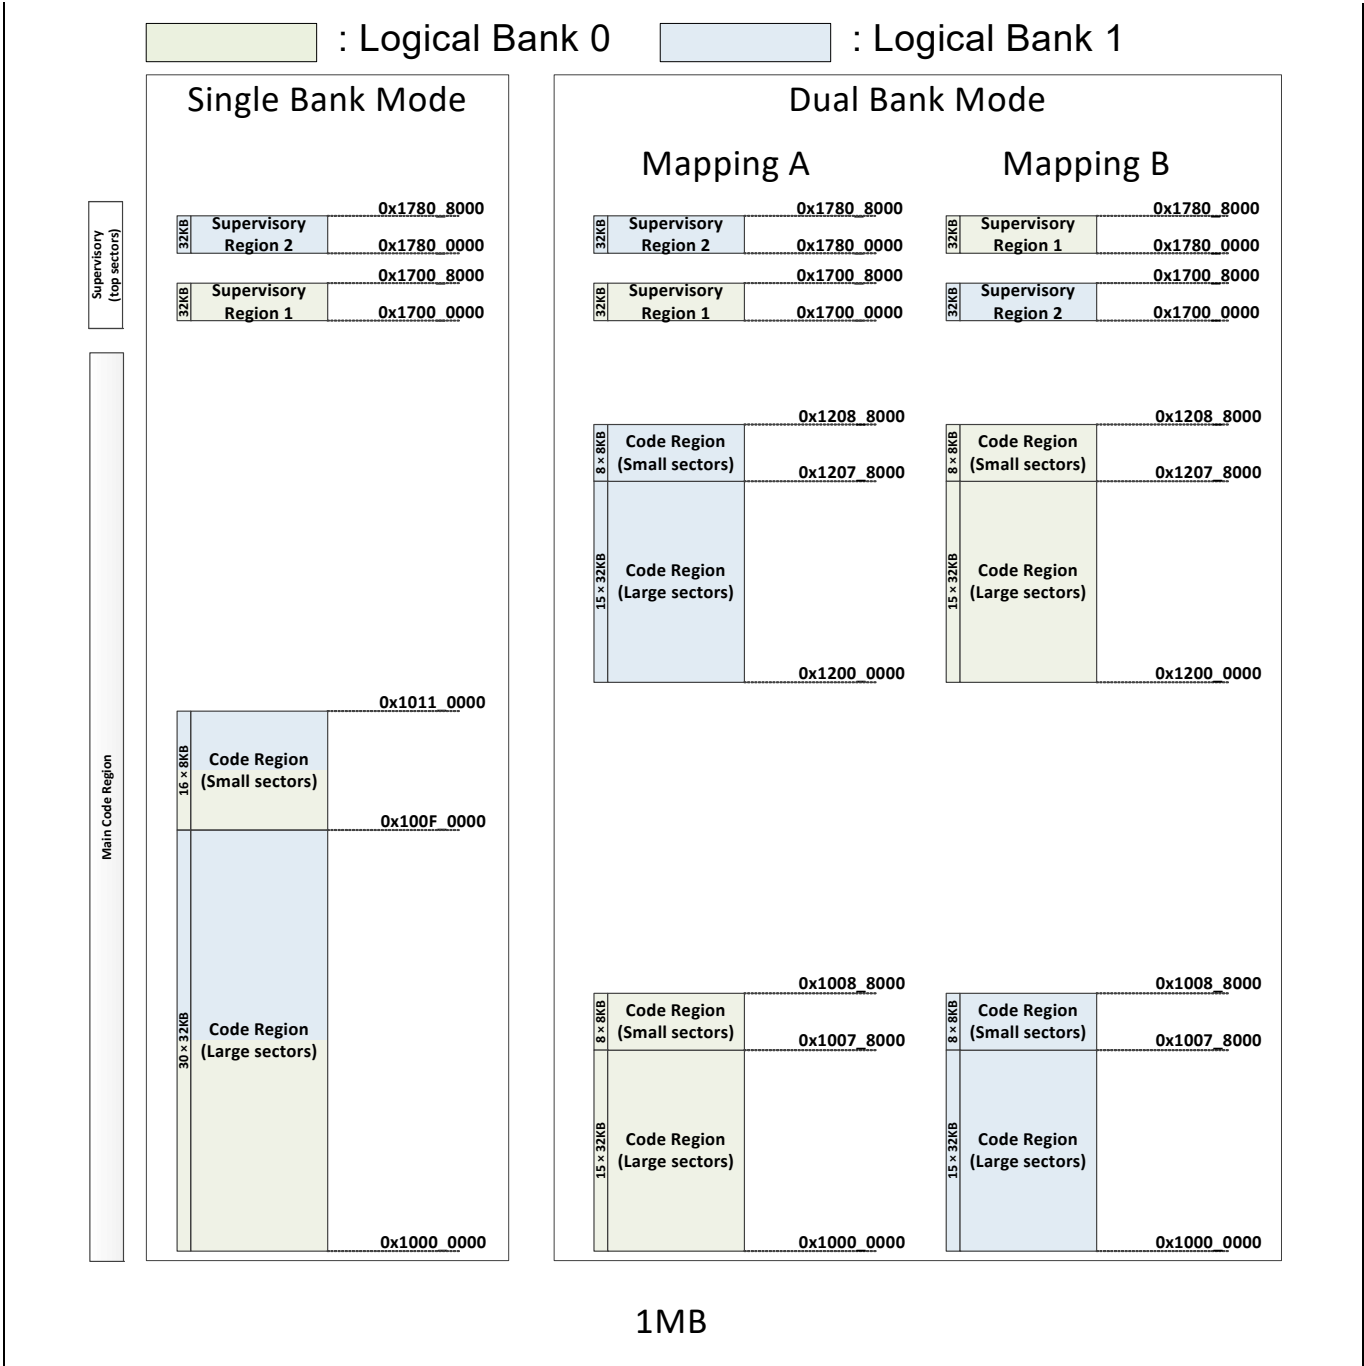 : Logical Bank 0
: Logical Bank 1
Single Bank Mode
Dual Bank Mode
Mapping A
Mapping B
Supervisory
(top sectors)
Main Code Region
32KB
Supervisory
Region 2
0x1780_8000
0x1780_0000
32KB
Supervisory
Region 1
0x1700_8000
0x1700_0000
0x1011_0000
16 × 8KB
Code Region
(Small sectors)
0x100F_0000
30 × 32KB
Code Region
(Large sectors)
0x1000_0000
32KB
Supervisory
Region 2
0x1780_8000
0x1780_0000
32KB
Supervisory
Region 1
0x1700_8000
0x1700_0000
0x1208_8000
8 × 8KB
Code Region
(Small sectors)
0x1207_8000
15 × 32KB
Code Region
(Large sectors)
0x1200_0000
0x1008_8000
8 × 8KB
Code Region
(Small sectors)
0x1007_8000
15 × 32KB
Code Region
(Large sectors)
0x1000_0000
32KB
Supervisory
Region 1
0x1780_8000
0x1780_0000
32KB
Supervisory
Region 2
0x1700_8000
0x1700_0000
0x1208_8000
8 × 8KB
Code Region
(Small sectors)
0x1207_8000
15 × 32KB
Code Region
(Large sectors)
0x1200_0000
0x1008_8000
8 × 8KB
Code Region
(Small sectors)
0x1007_8000
15 × 32KB
Code Region
(Large sectors)
0x1000_0000
1MB